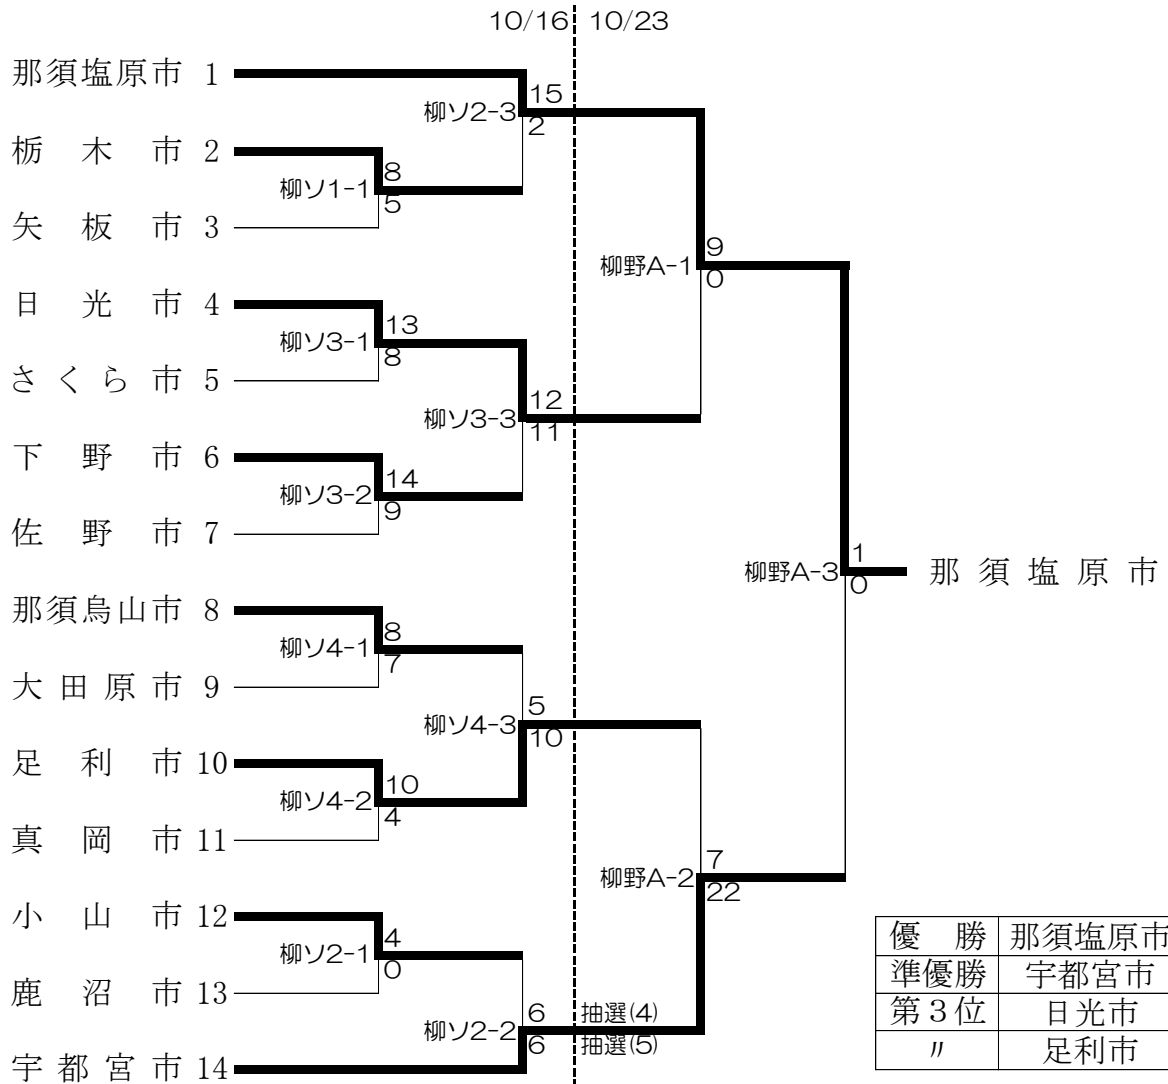 10/16 10/23
那須塩原市 1
15
柳ソ2-3
2
栃木市 2
8
柳ソ1-1
5
矢板市 3
9
柳野A-1
0
日光市 4
13
柳ソ3-1
8
さくら市 5
12
柳ソ3-3
11
下野市 6
14
柳ソ3-2
9
佐野市 7
1
柳野A-3
0
那須塩原市
那須烏山市 8
8
柳ソ4-1
7
大田原市 9
5
柳ソ4-3
10
足利市 10
10
柳ソ4-2
4
真岡市 11
7
柳野A-2
22
小山市 12
4
柳ソ2-1
0
鹿沼市 13
6 抽選(4)
柳ソ2-2
6 抽選(5)
宇都宮市 14
優勝 那須塩原市
準優勝 宇都宮市
第3位 日光市
〃 足利市